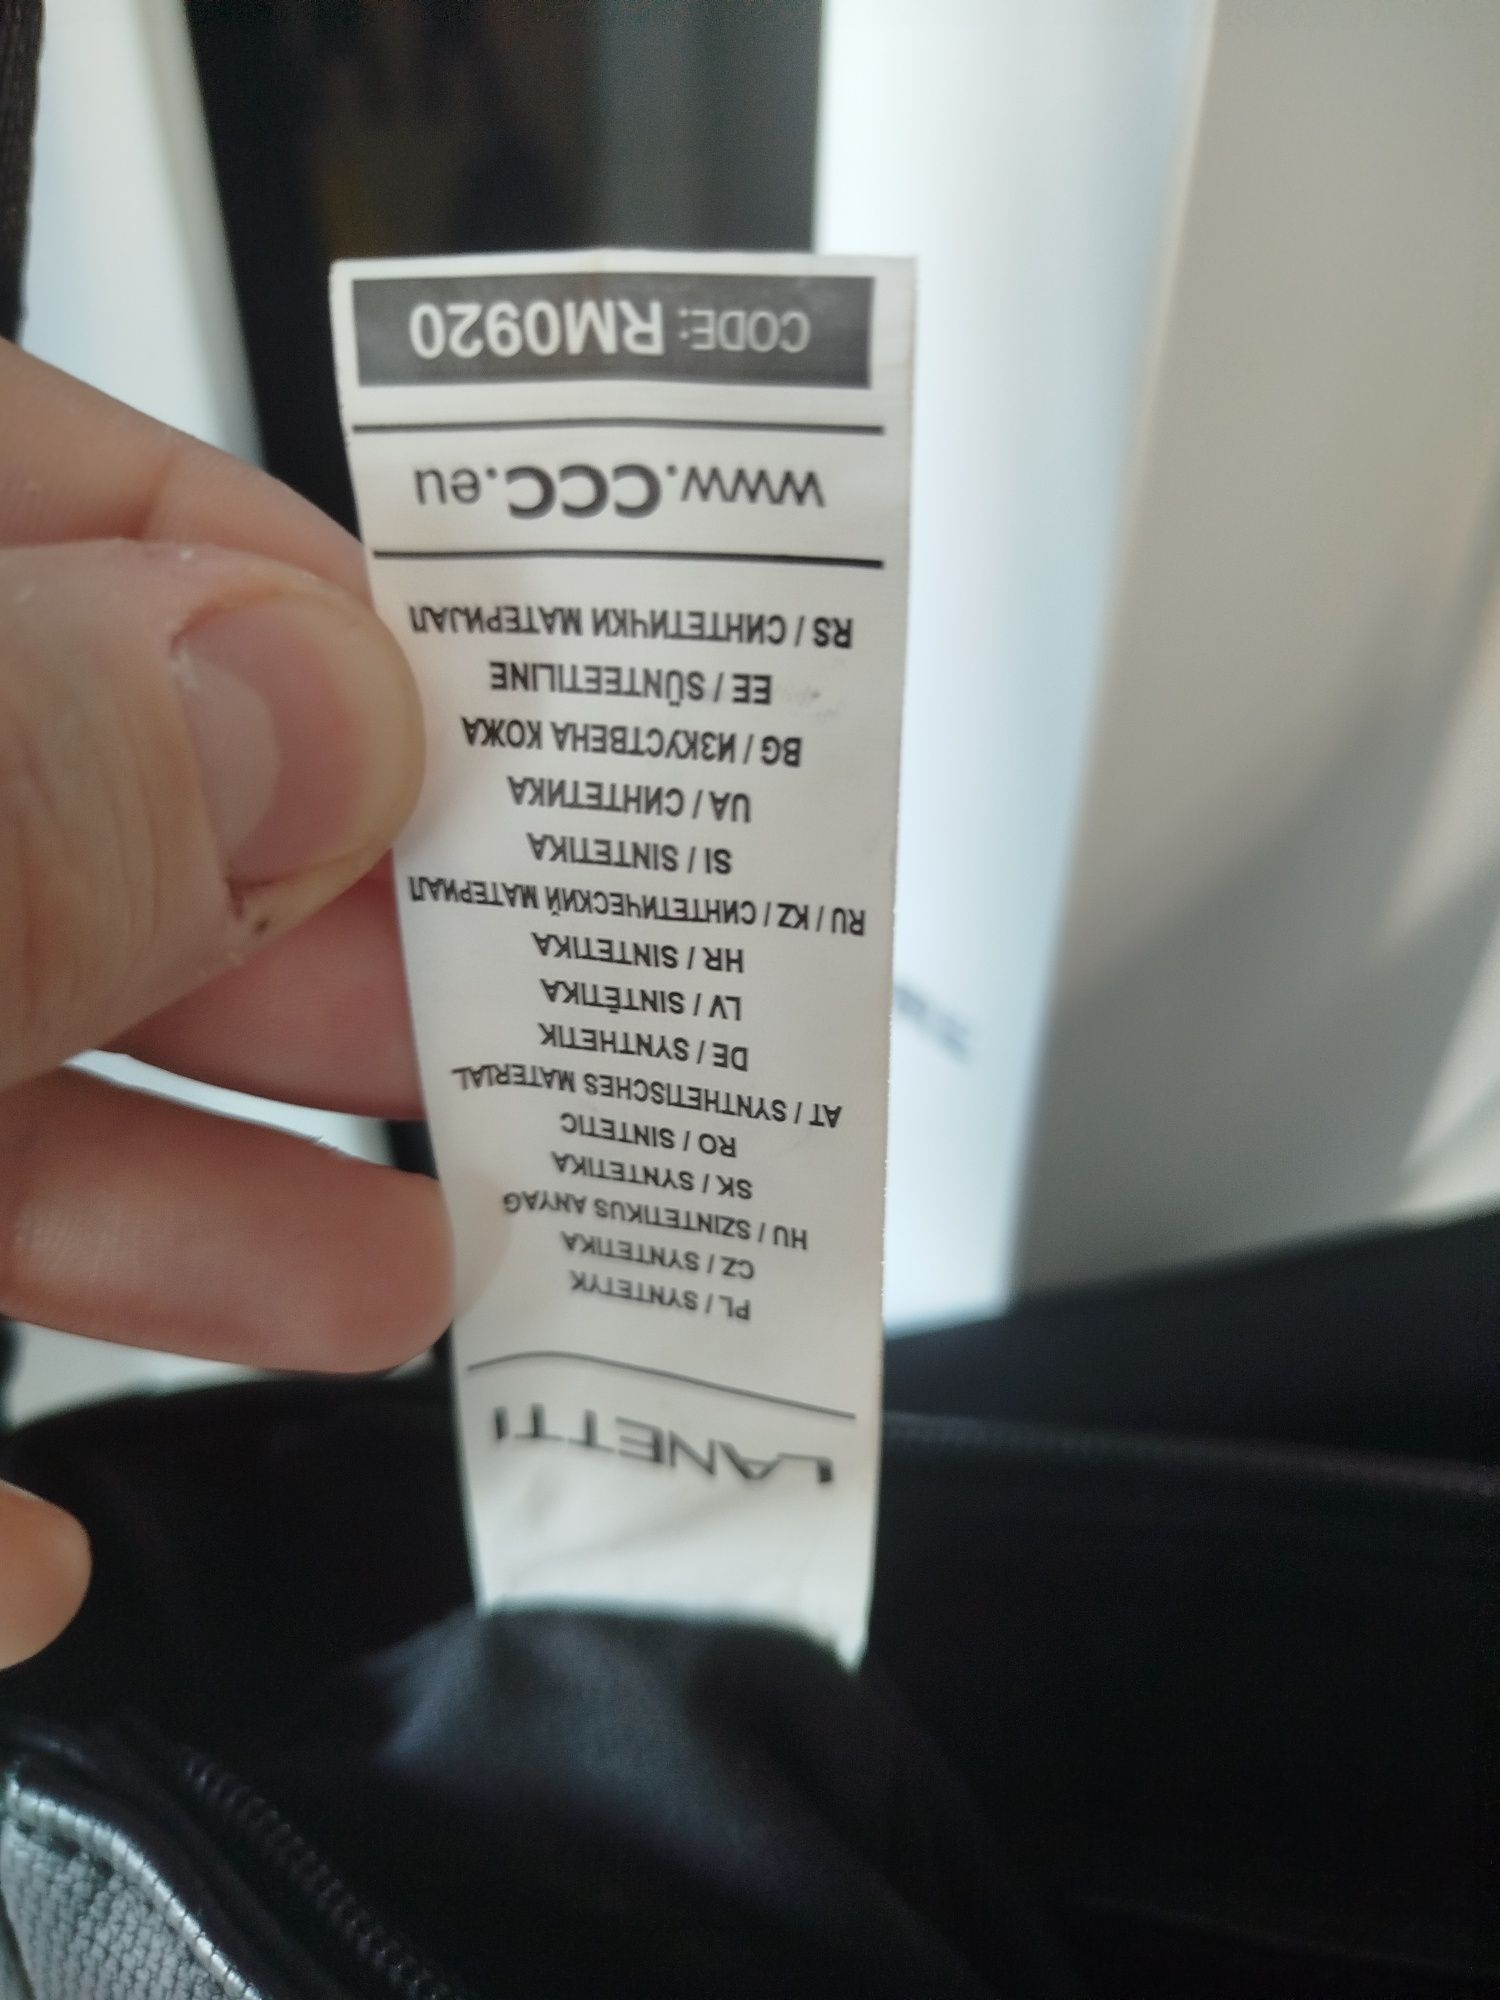 LANETTI
PL / SYNTETYK
CZ / SYNTETIKA
HU / SZINTETIKUS ANYAG
SK / SYNTETIKA
RO / SINTETIC
AT / SYNTHETISCHES MATERIAL
DE / SYNTHETIK
LV / SINTĒTIKA
HR / SINTETIKA
RU / KZ / СИНТЕТИЧЕСКИЙ МАТЕРИАЛ
SI / SINTETIKA
UA / СИНТЕТИКА
BG / ИЗКУСТВЕНА КОЖА
EE / SÜNTEETILINE
RS / СИНТЕТИЧКИ МАТЕРИЈАЛ
www.CCC.eu
CODE: RM0920